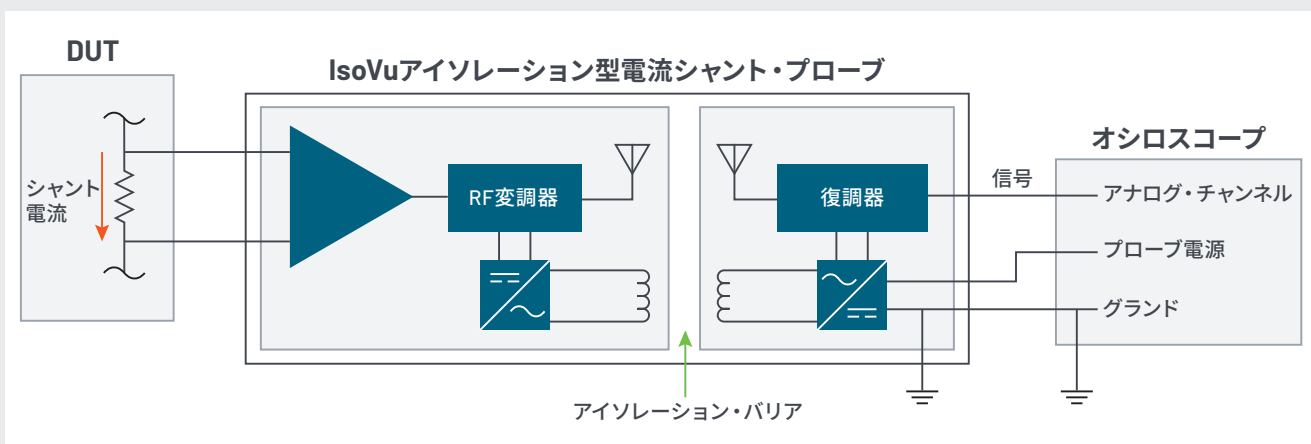 DUT
IsoVuアイソレーション型電流シャント・プローブ
オシロスコープ
シャント
電流
RF変調器
復調器
信号
アナログ・チャンネル
プローブ電源
グランド
アイソレーション・バリア